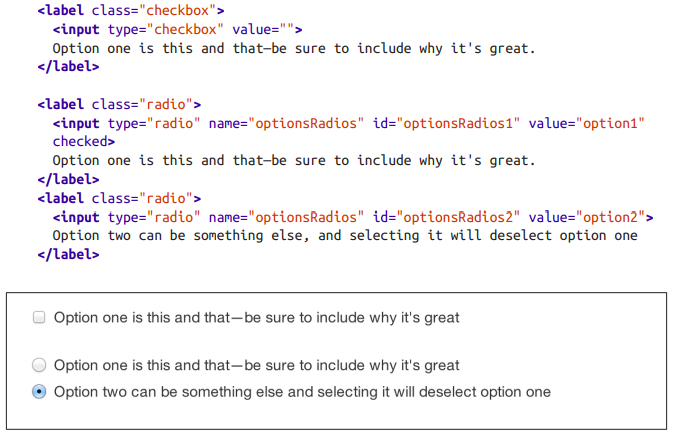 <label class="checkbox">
  <input type="checkbox" value="">
  Option one is this and that—be sure to include why it's great.
</label>

<label class="radio">
  <input type="radio" name="optionsRadios" id="optionsRadios1" value="option1"
  checked>
  Option one is this and that—be sure to include why it's great.
</label>
<label class="radio">
  <input type="radio" name="optionsRadios" id="optionsRadios2" value="option2">
  Option two can be something else, and selecting it will deselect option one
</label>

Option one is this and that—be sure to include why it's great
Option one is this and that—be sure to include why it's great
Option two can be something else and selecting it will deselect option one